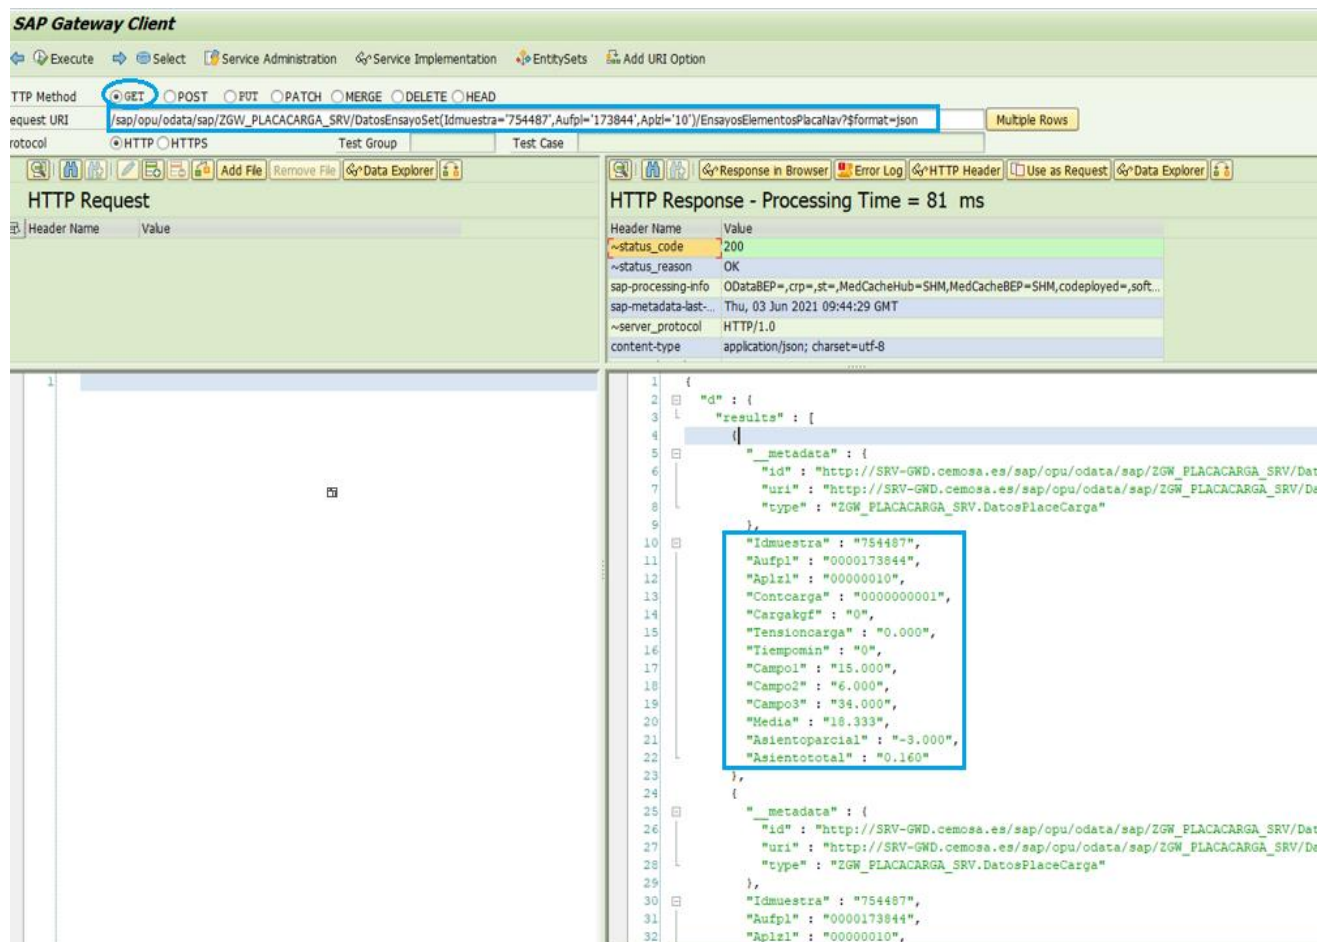 SAP Gateway Client
Execute Select Service Administration Service Implementation EntitySets Add URI Option
TTP Method GET POST PUT PATCH MERGE DELETE HEAD
equest URI /sap/opu/odata/sap/ZGW_PLACACARGA_SRV/DatosEnsayoSet(Idmuestra='754487',Aufpl='173844',Aplzl='10')/EnsayosElementosPlacaNav?$format=json Multiple Rows
rotocol HTTP HTTPS Test Group Test Case
Add File Remove File Data Explorer
Response in Browser Error Log HTTP Header Use as Request Data Explorer
HTTP Request
HTTP Response - Processing Time = 81 ms
Header Name Value
Header Name Value
~status_code 200
~status_reason OK
sap-processing-info ODataBEP=,crp=,st=,MedCacheHub=SHM,MedCacheBEP=SHM,codeployed=,soft...
sap-metadata-last-... Thu, 03 Jun 2021 09:44:29 GMT
~server_protocol HTTP/1.0
content-type application/json; charset=utf-8
1
1 {
2 "d" : {
3 "results" : [
4 {
5 "__metadata" : {
6 "id" : "http://SRV-GWD.cemosa.es/sap/opu/odata/sap/ZGW_PLACACARGA_SRV/Dat
7 "uri" : "http://SRV-GWD.cemosa.es/sap/opu/odata/sap/ZGW_PLACACARGA_SRV/Da
8 "type" : "ZGW_PLACACARGA_SRV.DatosPlaceCarga"
9 },
10 "Idmuestra" : "754487",
11 "Aufpl" : "0000173844",
12 "Aplzl" : "00000010",
13 "Contcarga" : "0000000001",
14 "Cargakgf" : "0",
15 "Tensioncarga" : "0.000",
16 "Tiempomin" : "0",
17 "Campo1" : "15.000",
18 "Campo2" : "6.000",
19 "Campo3" : "34.000",
20 "Media" : "18.333",
21 "Asientoparcial" : "-3.000",
22 "Asientototal" : "0.160"
23 },
24 {
25 "__metadata" : {
26 "id" : "http://SRV-GWD.cemosa.es/sap/opu/odata/sap/ZGW_PLACACARGA_SRV/Dat
27 "uri" : "http://SRV-GWD.cemosa.es/sap/opu/odata/sap/ZGW_PLACACARGA_SRV/Da
28 "type" : "ZGW_PLACACARGA_SRV.DatosPlaceCarga"
29 },
30 "Idmuestra" : "754487",
31 "Aufpl" : "0000173844",
32 "Aplzl" : "00000010",